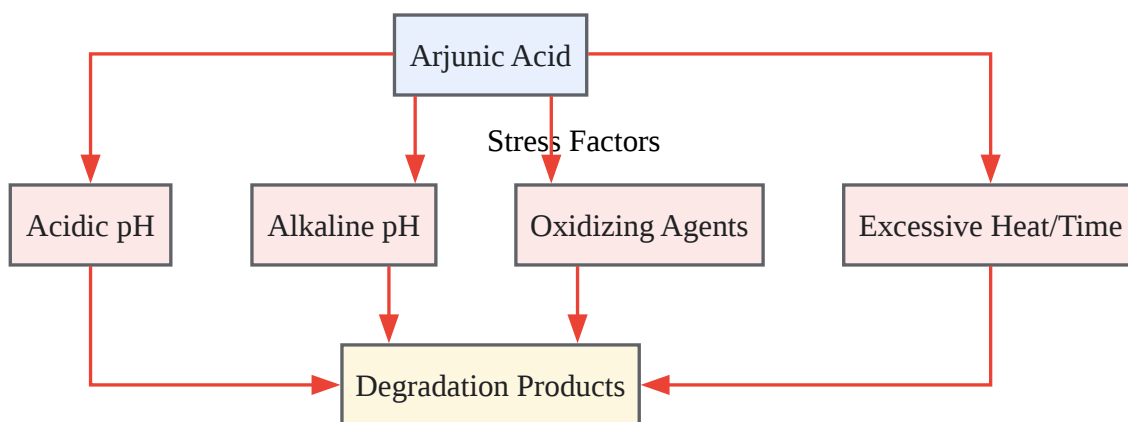 Arjunic Acid
Stress Factors
Acidic pH
Alkaline pH
Oxidizing Agents
Excessive Heat/Time
Degradation Products